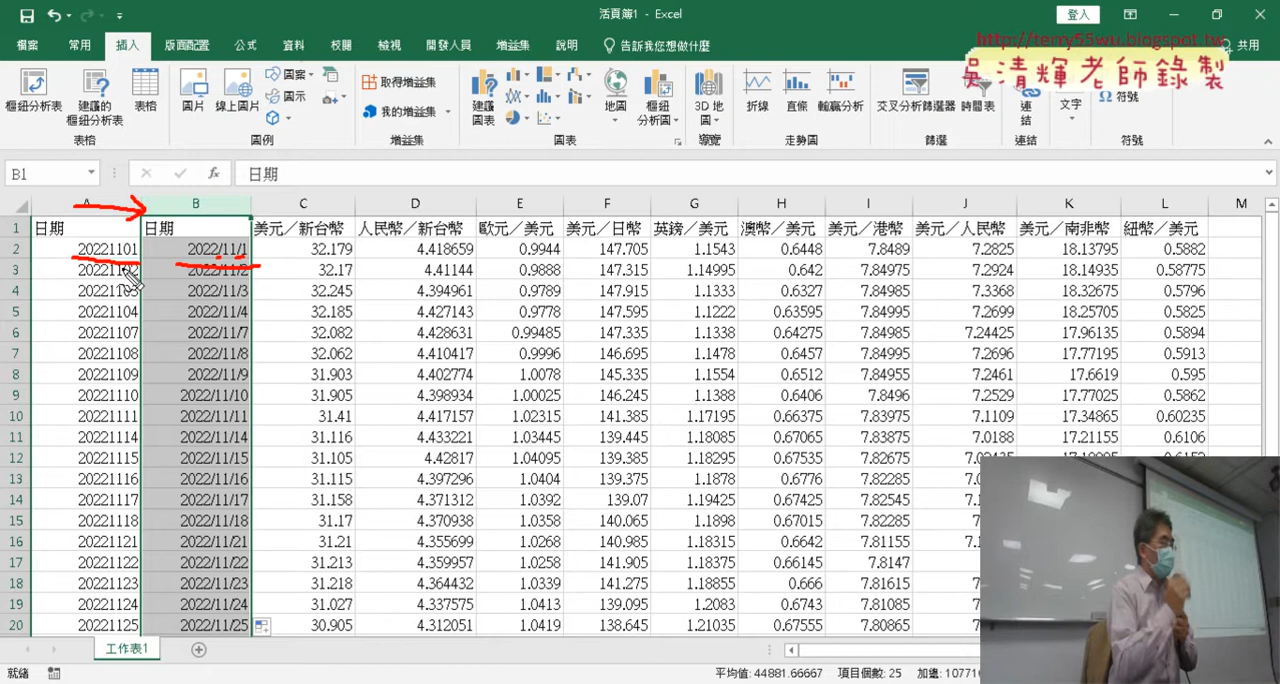 活頁簿1 - Excel
登入
檔案 常用 插入 版面配置 公式 資料 校閱 檢視 開發人員 增益集 說明 告訴我您想做什麼 共用
http://terry55wu.blogspot.tw
吳清輝老師錄製
樞紐分析表 建議的樞紐分析表 表格 圖片 線上圖片 圖案 圖示 取得增益集 我的增益集 建議圖表 地圖 樞紐分析圖 3D 地圖 折線 直條 輸贏分析 交叉分析篩選器 時間表 連結 文字 符號
表格 圖例 增益集 圖表 導覽 走勢圖 篩選 連結 符號
B1 fx 日期
A B C D E F G H I J K L M
1 日期 日期 美元／新台幣 人民幣／新台幣 歐元／美元 美元／日幣 英鎊／美元 澳幣／美元 美元／港幣 美元／人民幣 美元／南非幣 紐幣／美元
2 20221101 2022/11/1 32.179 4.418659 0.9944 147.705 1.1543 0.6448 7.8489 7.2825 18.13795 0.5882
3 20221102 2022/11/2 32.17 4.41144 0.9888 147.315 1.14995 0.642 7.84975 7.2924 18.14935 0.58775
4 20221103 2022/11/3 32.245 4.394961 0.9789 147.915 1.1333 0.6327 7.84985 7.3368 18.32675 0.5796
5 20221104 2022/11/4 32.185 4.427143 0.9778 147.595 1.1222 0.63595 7.84995 7.2699 18.25705 0.5825
6 20221107 2022/11/7 32.082 4.428631 0.99485 147.335 1.1338 0.64275 7.84985 7.24425 17.96135 0.5894
7 20221108 2022/11/8 32.062 4.410417 0.9996 146.695 1.1478 0.6457 7.84995 7.2696 17.77195 0.5913
8 20221109 2022/11/9 31.903 4.402774 1.0078 145.335 1.1554 0.6512 7.84955 7.2461 17.6619 0.595
9 20221110 2022/11/10 31.905 4.398934 1.00025 146.245 1.1388 0.6406 7.8496 7.2529 17.77025 0.5862
10 20221111 2022/11/11 31.41 4.417157 1.02315 141.385 1.17195 0.66375 7.83975 7.1109 17.34865 0.60235
11 20221114 2022/11/14 31.116 4.433221 1.03445 139.445 1.18085 0.67065 7.83875 7.0188 17.21155 0.6106
12 20221115 2022/11/15 31.105 4.42817 1.04095 139.385 1.18295 0.67535 7.82675
13 20221116 2022/11/16 31.115 4.397296 1.0404 139.375 1.1878 0.6776 7.82285
14 20221117 2022/11/17 31.158 4.371312 1.0392 139.07 1.19425 0.67425 7.82545
15 20221118 2022/11/18 31.17 4.370938 1.0358 140.065 1.1898 0.67015 7.82285
16 20221121 2022/11/21 31.21 4.355699 1.0268 140.985 1.18315 0.6642 7.81155
17 20221122 2022/11/22 31.213 4.359957 1.0258 141.905 1.18375 0.66145 7.8147
18 20221123 2022/11/23 31.218 4.364432 1.0339 141.275 1.18855 0.666 7.81615
19 20221124 2022/11/24 31.027 4.337575 1.0413 139.095 1.2083 0.6743 7.81085
20 20221125 2022/11/25 30.905 4.312051 1.0419 138.645 1.21035 0.67555 7.80865
工作表1
就緒 平均值: 44881.66667 項目個數: 25 加總: 10771